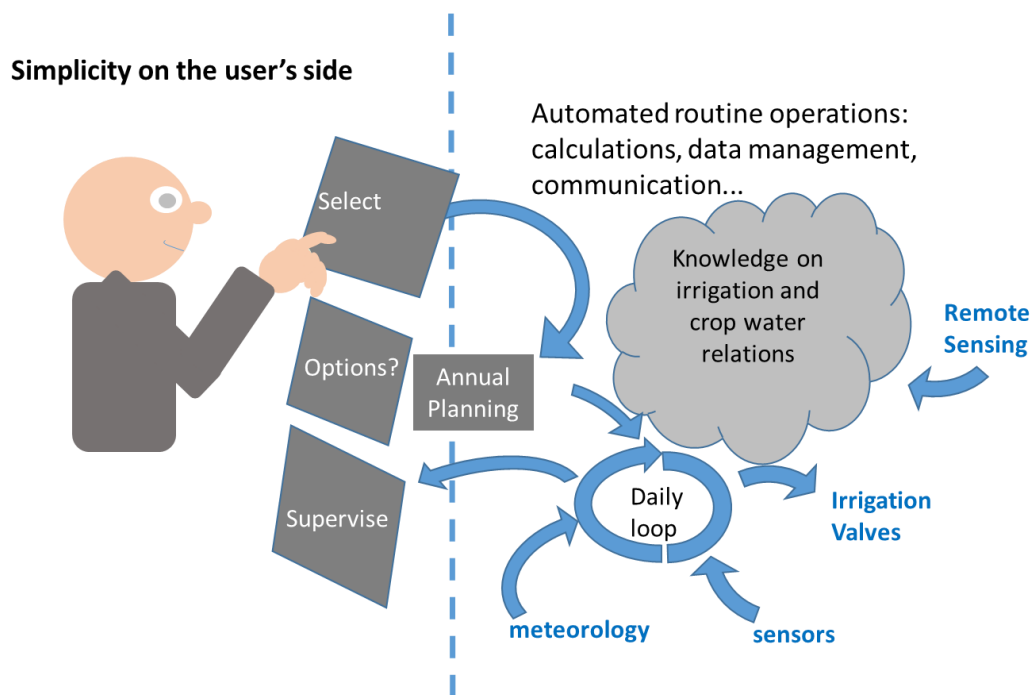 Simplicity on the user's side
Automated routine operations:
calculations, data management,
communication...
Select
Knowledge on
irrigation and
crop water
relations
Remote
Sensing
Options?
Annual
Planning
Supervise
Daily
loop
Irrigation
Valves
meteorology
sensors